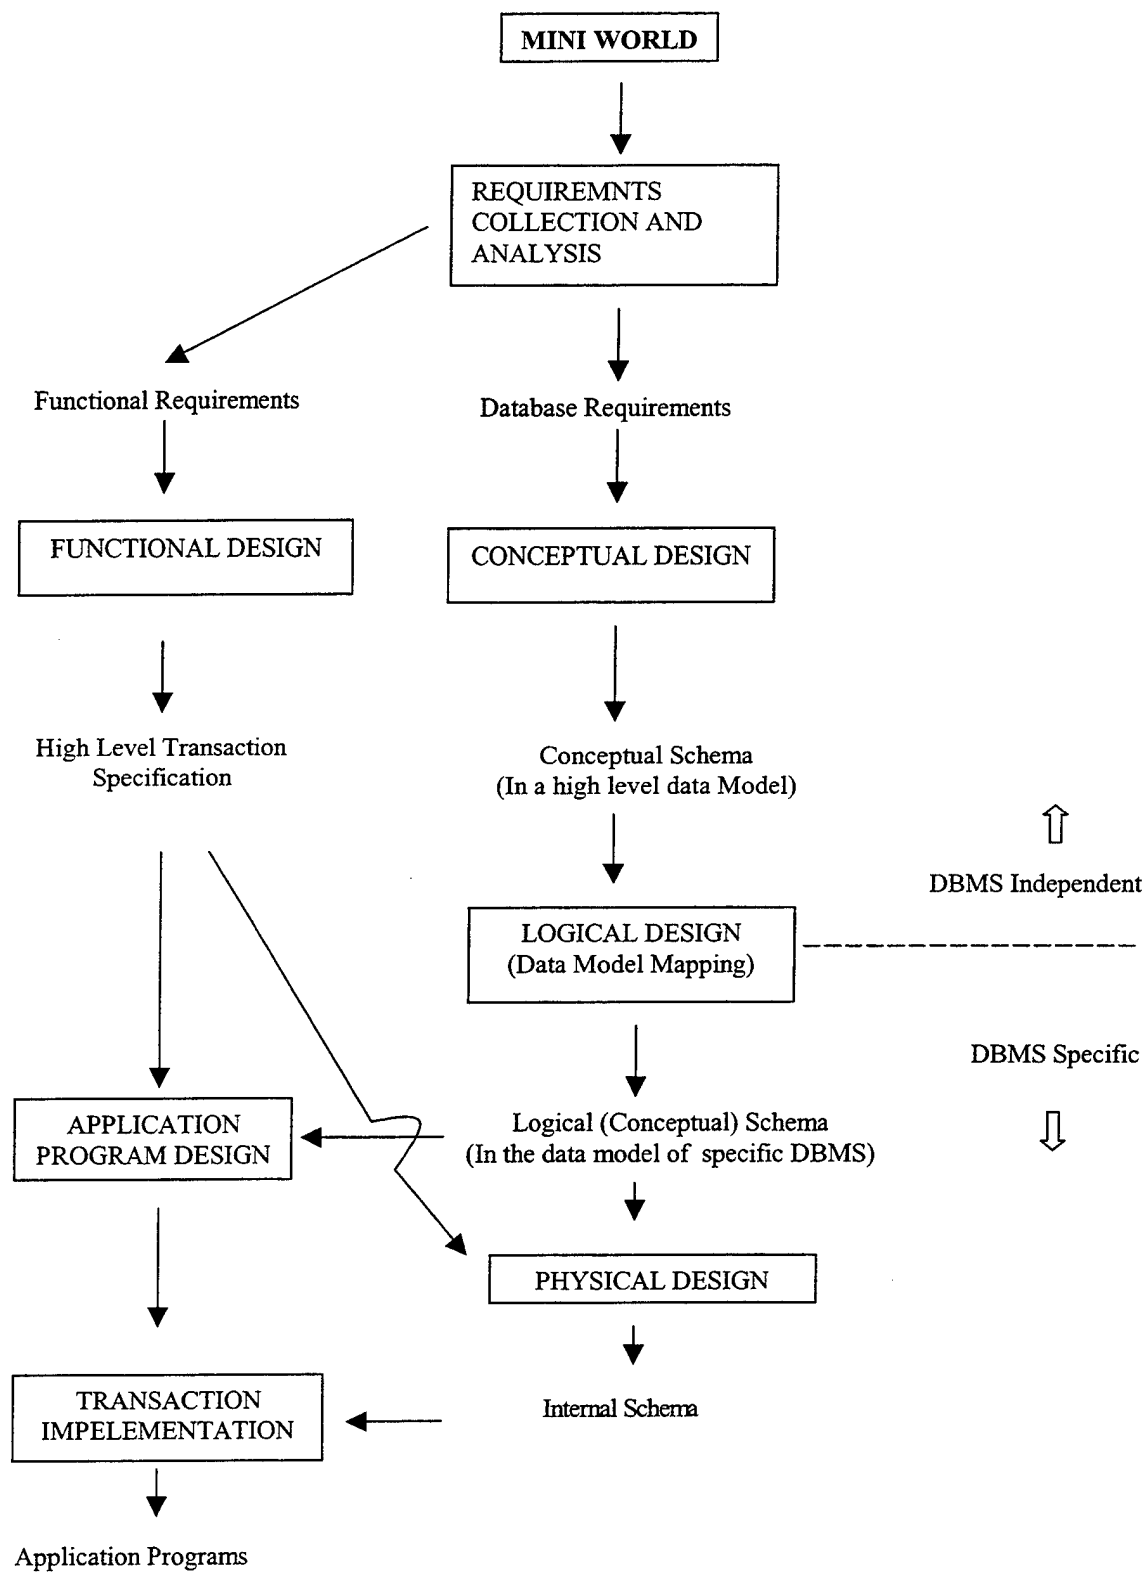 MINI WORLD
REQUIREMNTS
COLLECTION AND
ANALYSIS
Functional Requirements
Database Requirements
FUNCTIONAL DESIGN
CONCEPTUAL DESIGN
High Level Transaction
Specification
Conceptual Schema
(In a high level data Model)
DBMS Independent
LOGICAL DESIGN
(Data Model Mapping)
DBMS Specific
APPLICATION
PROGRAM DESIGN
Logical (Conceptual) Schema
(In the data model of specific DBMS)
PHYSICAL DESIGN
TRANSACTION
IMPELEMENTATION
Internal Schema
Application Programs